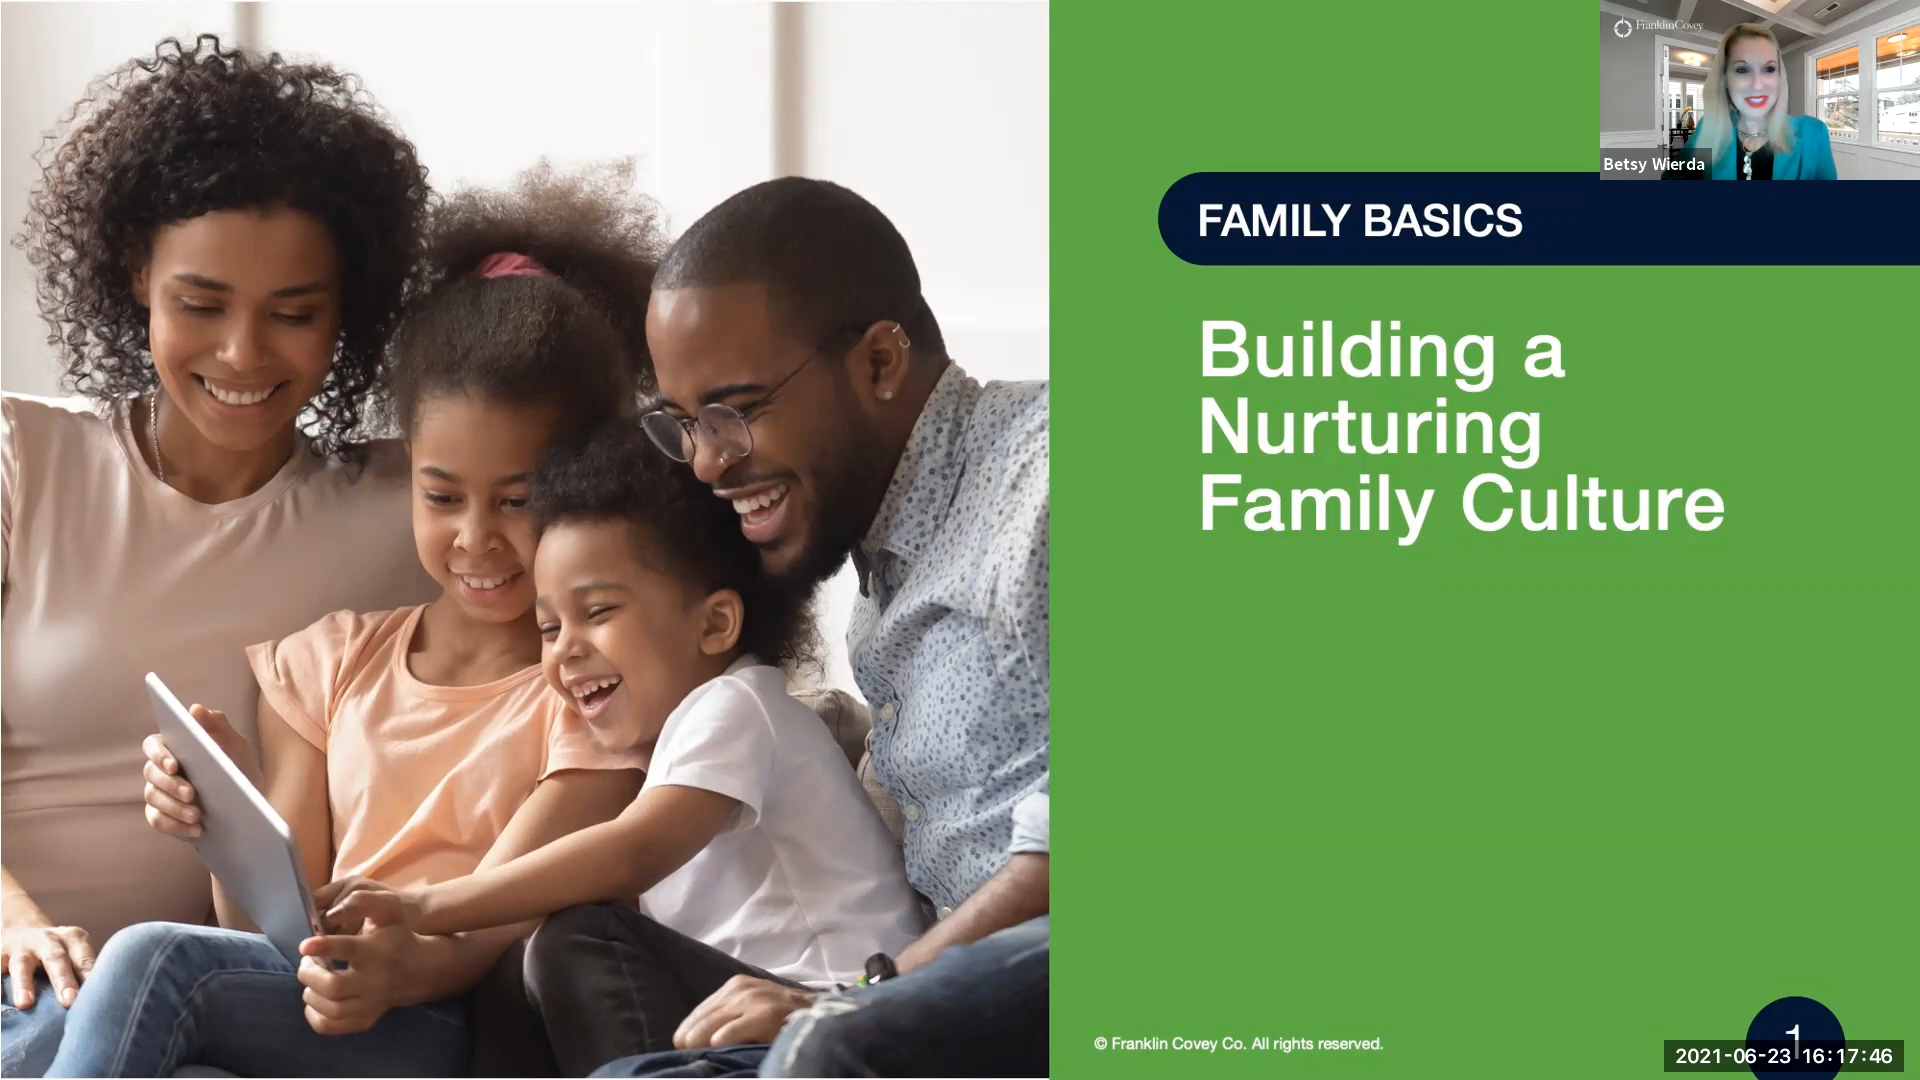 FranklinCovey
Betsy Wierda
FAMILY BASICS
Building a
Nurturing
Family Culture
© Franklin Covey Co. All rights reserved.
1
2021-06-23 16:17:46